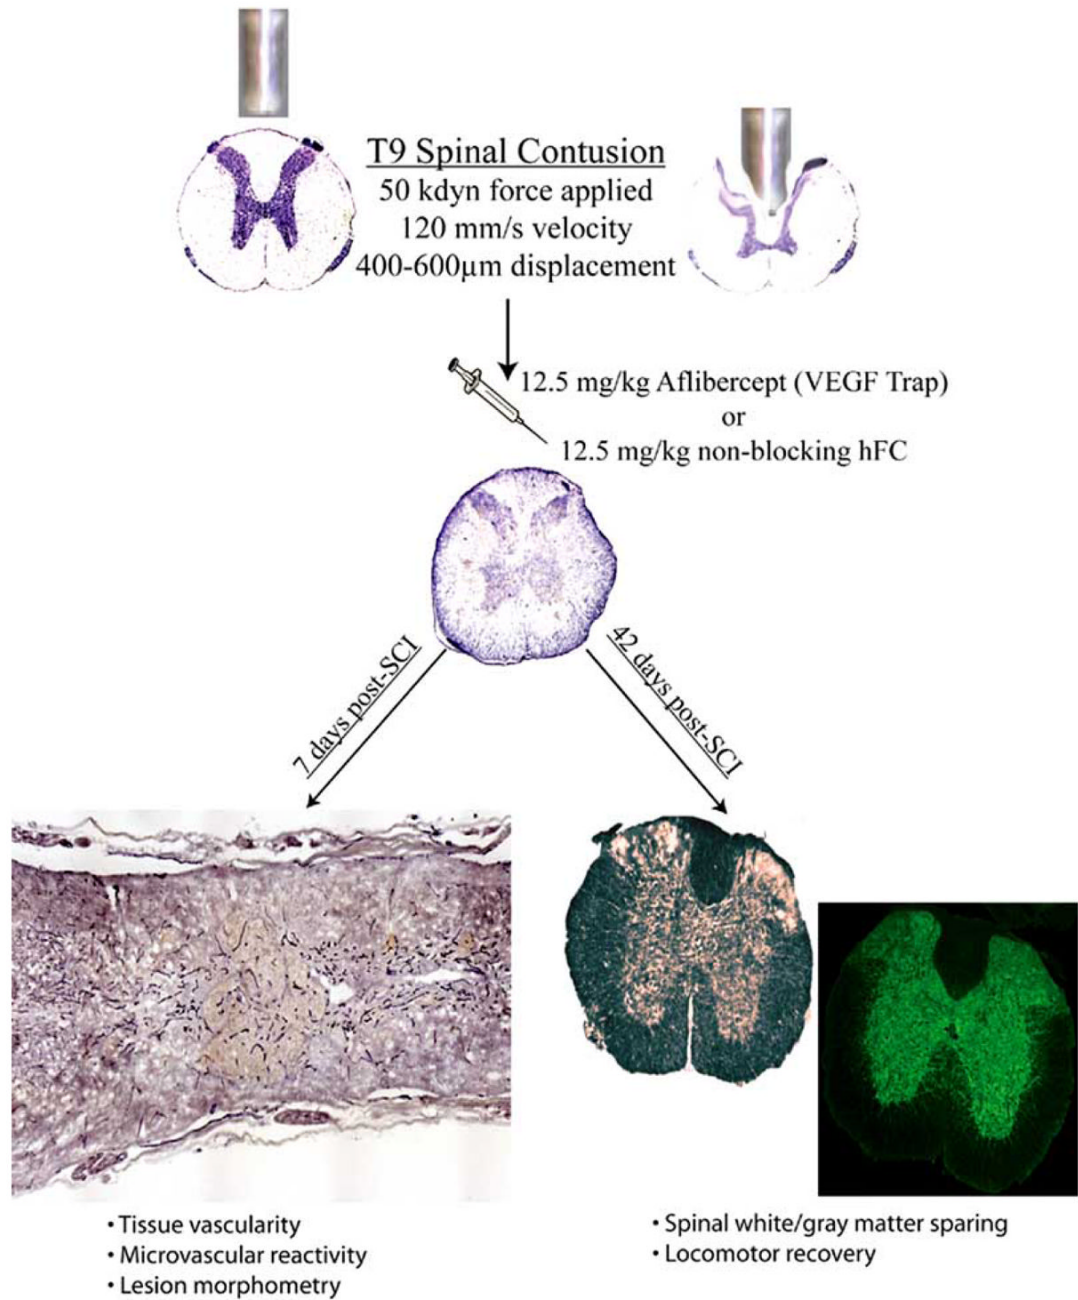 T9 Spinal Contusion
50 kdyn force applied
120 mm/s velocity
400-600µm displacement
12.5 mg/kg Aflibercept (VEGF Trap)
or
12.5 mg/kg non-blocking hFC
7 days post-SCI
42 days post-SCI
• Tissue vascularity
• Microvascular reactivity
• Lesion morphometry
• Spinal white/gray matter sparing
• Locomotor recovery